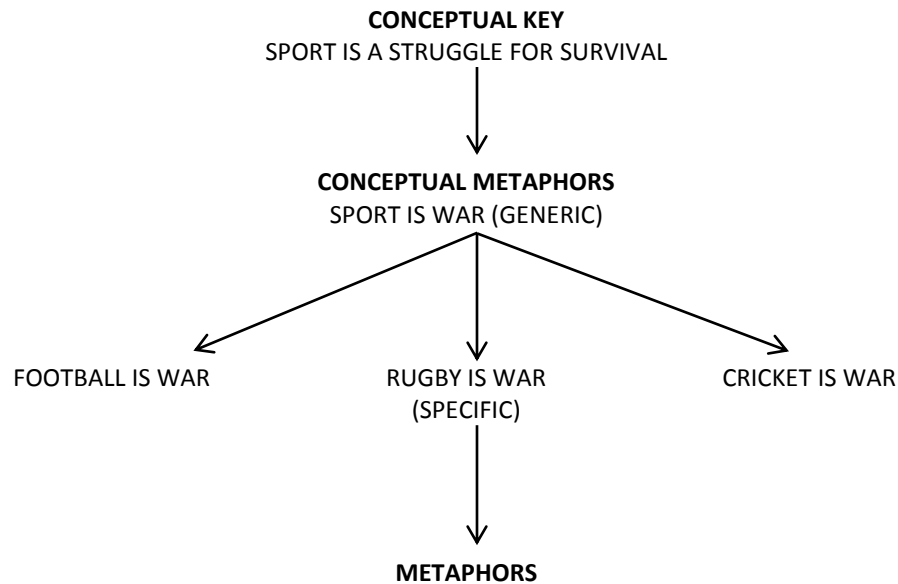 CONCEPTUAL KEY
SPORT IS A STRUGGLE FOR SURVIVAL
CONCEPTUAL METAPHORS
SPORT IS WAR (GENERIC)
FOOTBALL IS WAR
RUGBY IS WAR
(SPECIFIC)
CRICKET IS WAR
METAPHORS